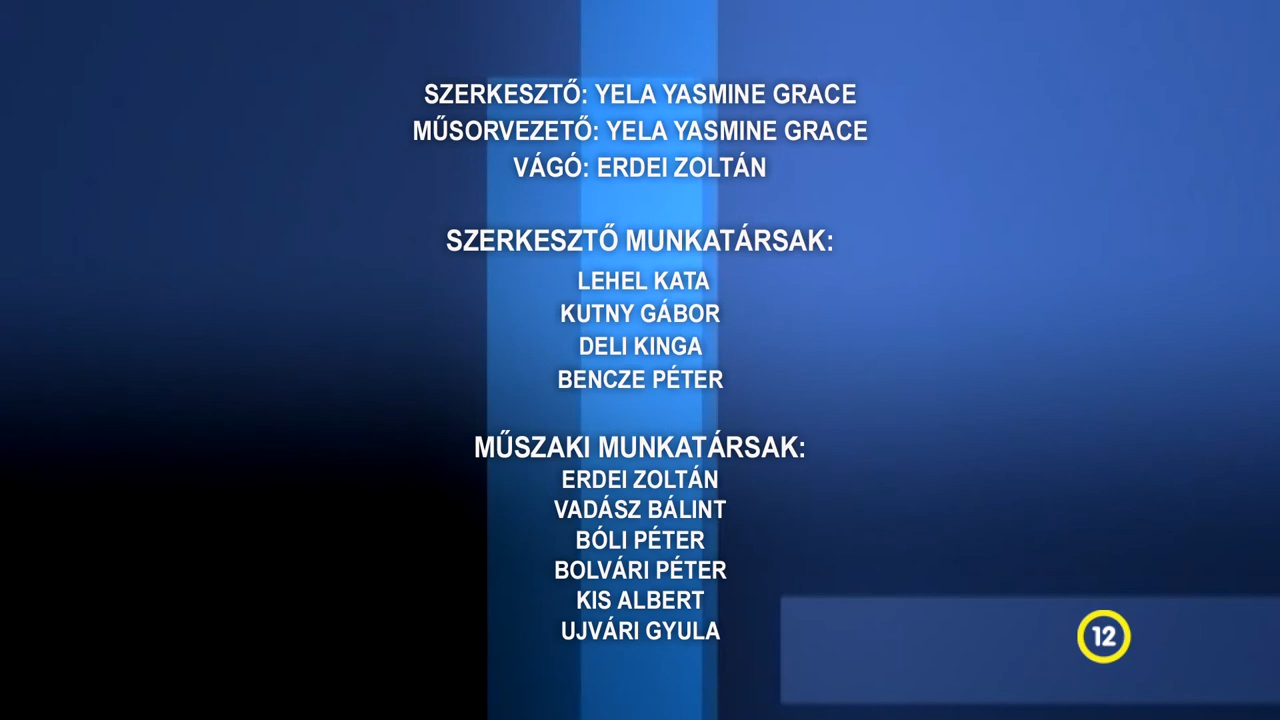 SZERKESZTŐ: YELA YASMINE GRACE
MŰSORVEZETŐ: YELA YASMINE GRACE
VÁGÓ: ERDEI ZOLTÁN
SZERKESZTŐ MUNKATÁRSAK:
LEHEL KATA
KUTNY GÁBOR
DELI KINGA
BENCZE PÉTER
MŰSZAKI MUNKATÁRSAK:
ERDEI ZOLTÁN
VADÁSZ BÁLINT
BÓLI PÉTER
BOLVÁRI PÉTER
KIS ALBERT
UJVÁRI GYULA
12